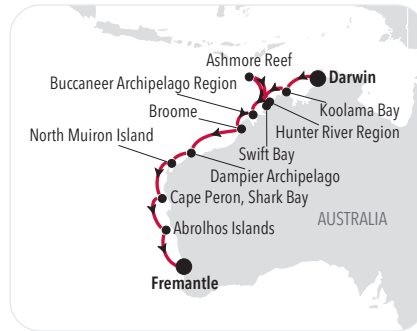 Ashmore Reef
Darwin
Buccaneer Archipelago Region
Koolama Bay
Broome
Hunter River Region
North Muiron Island
Swift Bay
Dampier Archipelago
Cape Peron, Shark Bay
AUSTRALIA
Abrolhos Islands
Fremantle